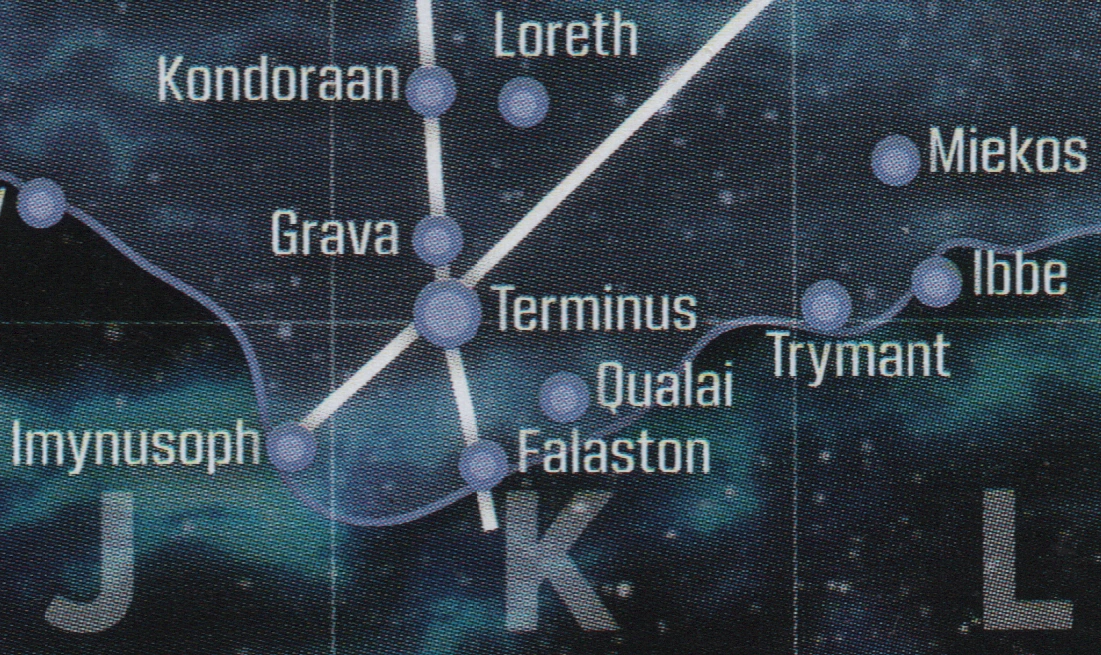 Loreth
Kondoraan
Miekos
Grava
Ibbe
Terminus
Trymant
Qualai
Imynusoph
Falaston
J K L